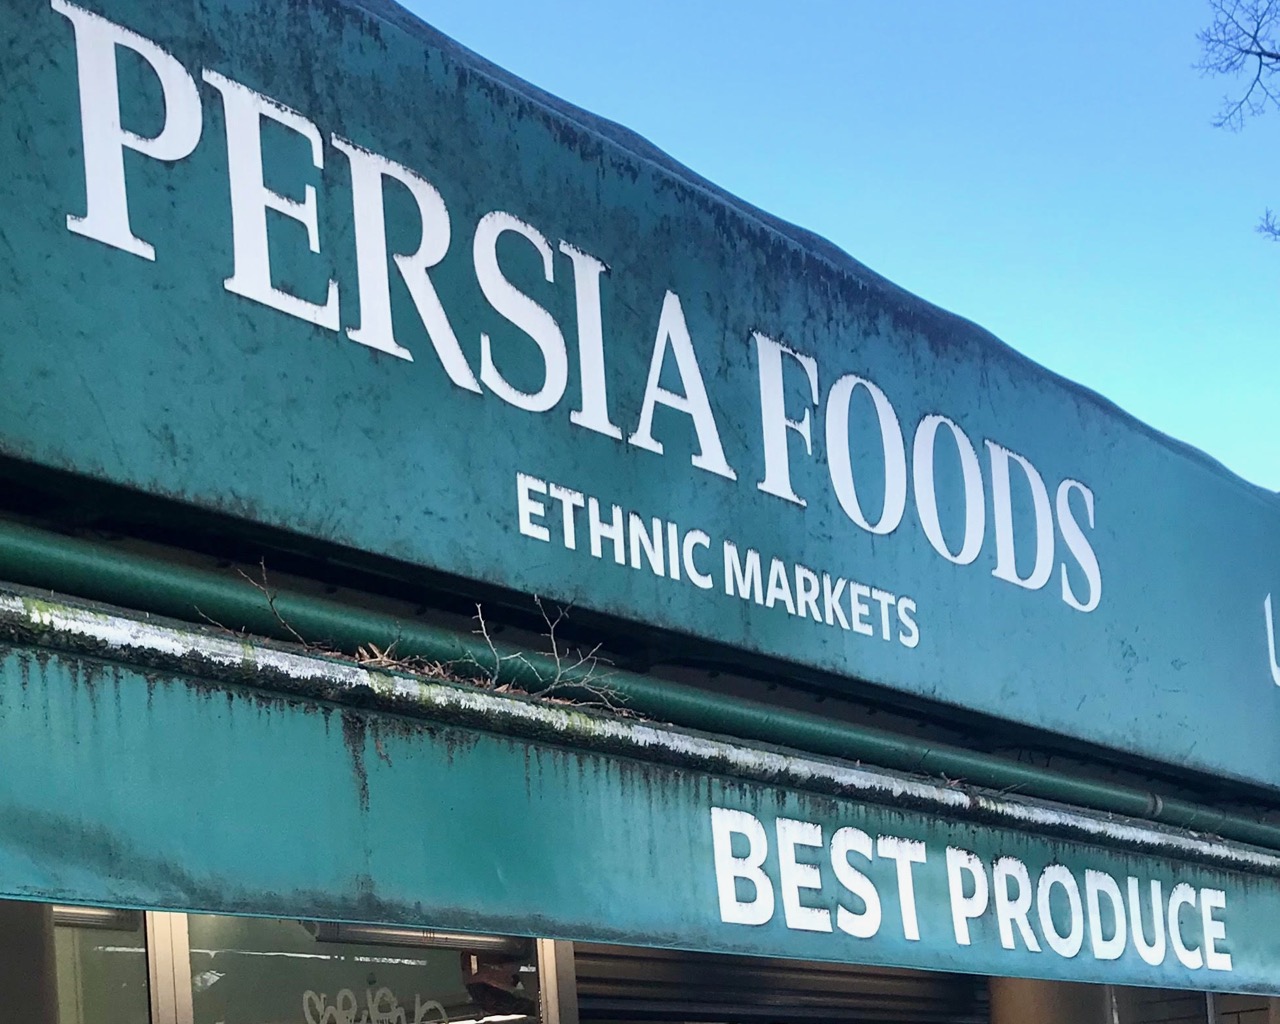 PERSIA FOODS
ETHNIC MARKETS
BEST PRODUCE